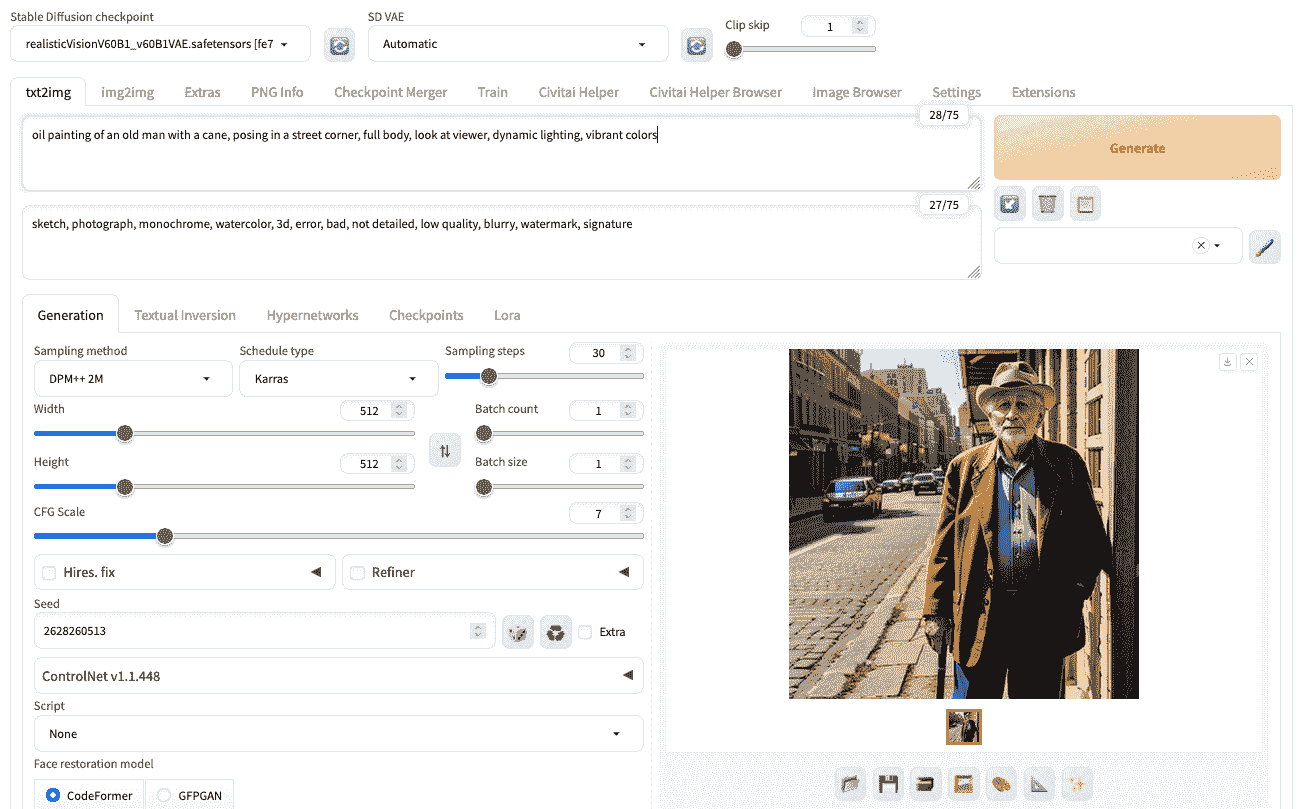 Stable Diffusion checkpoint
realisticVisionV60B1_v60B1VAE.safetensors [fe7
SD VAE
Automatic
Clip skip
1
txt2img
img2img
Extras
PNG Info
Checkpoint Merger
Train
Civitai Helper
Civitai Helper Browser
Image Browser
Settings
Extensions
28/75
oil painting of an old man with a cane, posing in a street corner, full body, look at viewer, dynamic lighting, vibrant colors
Generate
27/75
sketch, photograph, monochrome, watercolor, 3d, error, bad, not detailed, low quality, blurry, watermark, signature
Generation
Textual Inversion
Hypernetworks
Checkpoints
Lora
Sampling method
DPM++ 2M
Schedule type
Karras
Sampling steps
30
Width
512
Batch count
1
Height
512
Batch size
1
CFG Scale
7
Hires. fix
Refiner
Seed
2628260513
Extra
ControlNet v1.1.448
Script
None
Face restoration model
CodeFormer
GFPGAN